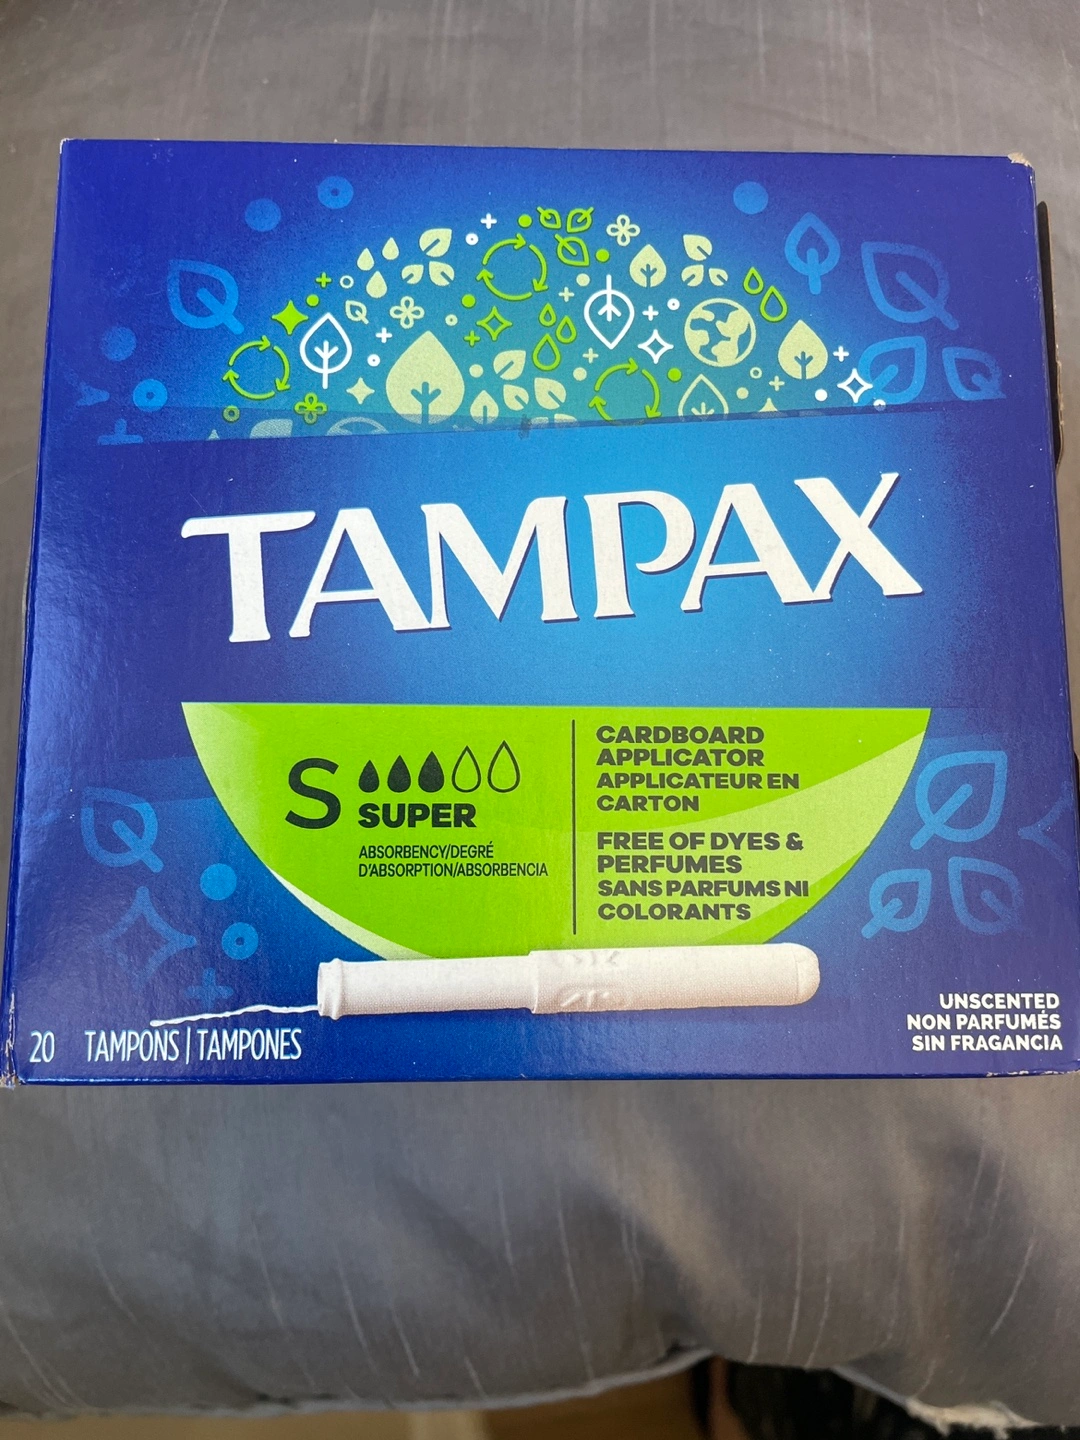 TAMPAX
S SUPER
ABSORBENCY/DEGRÉ
D'ABSORPTION/ABSORBENCIA
CARDBOARD
APPLICATOR
APPLICATEUR EN
CARTON
FREE OF DYES &
PERFUMES
SANS PARFUMS NI
COLORANTS
20 TAMPONS | TAMPONES
UNSCENTED
NON PARFUMÉS
SIN FRAGANCIA